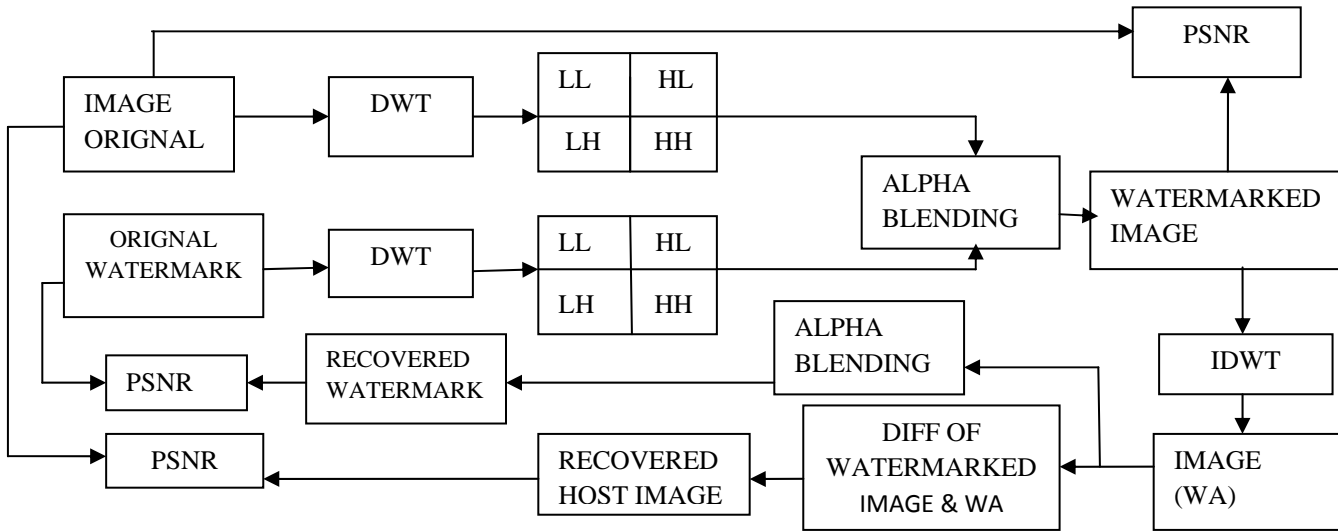 PSNR
IMAGE
ORIGNAL
DWT
LL HL
LH HH
ALPHA
BLENDING
WATERMARKED
IMAGE
ORIGNAL
WATERMARK
DWT
LL HL
LH HH
ALPHA
BLENDING
IDWT
PSNR
RECOVERED
WATERMARK
PSNR
RECOVERED
HOST IMAGE
DIFF OF
WATERMARKED
IMAGE & WA
IMAGE
(WA)